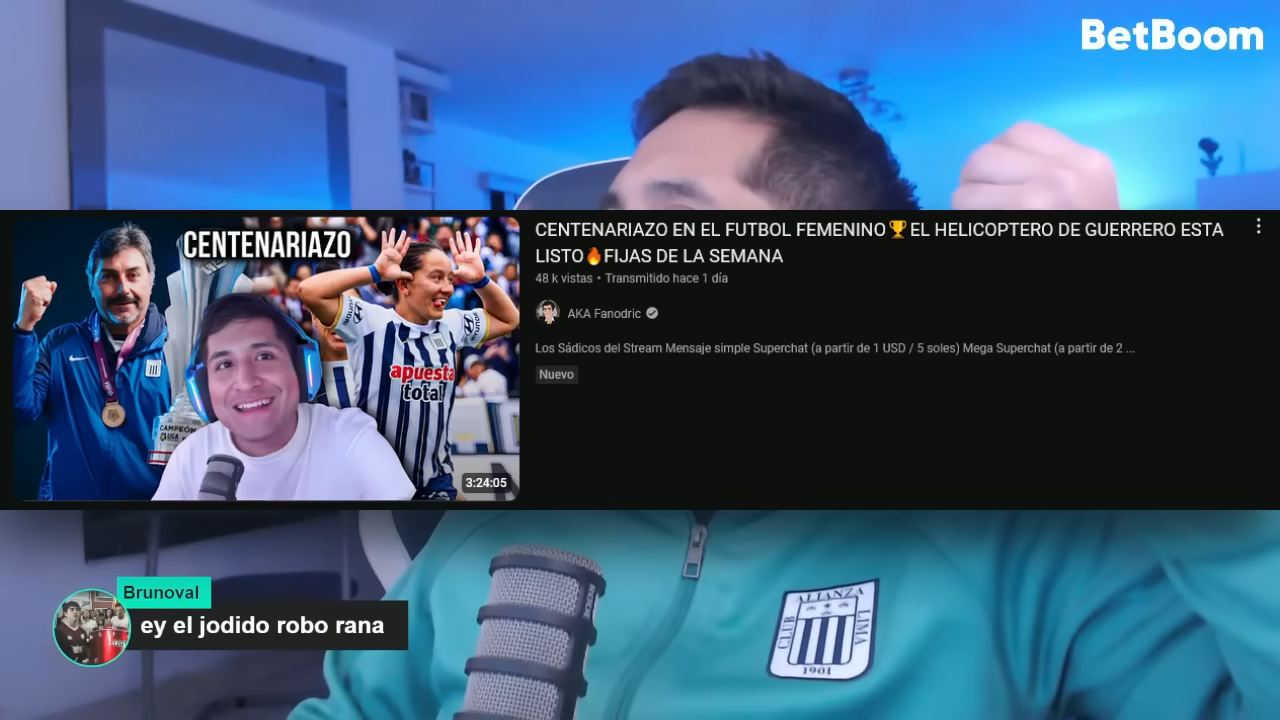 BetBoom
CENTENARIAZO
CENTENARIAZO EN EL FUTBOL FEMENINO🏆EL HELICOPTERO DE GUERRERO ESTA
LISTO🔥FIJAS DE LA SEMANA
48 k vistas • Transmitido hace 1 día
AKA Fanodric
Los Sádicos del Stream Mensaje simple Superchat (a partir de 1 USD / 5 soles) Mega Superchat (a partir de 2 ...
Nuevo
apuesta
total
CAMPEÓN
3:24:05
Brunoval
ey el jodido robo rana
ALIANZA
CLUB
LIMA
1901